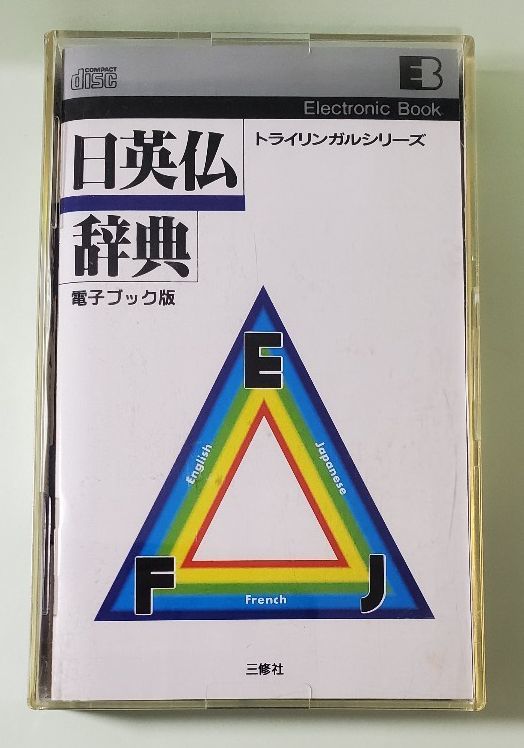 COMPACT
disc
EB
Electronic Book
日英仏
トライリンガルシリーズ
辞典
電子ブック版
E
English
Japanese
F
J
French
三修社